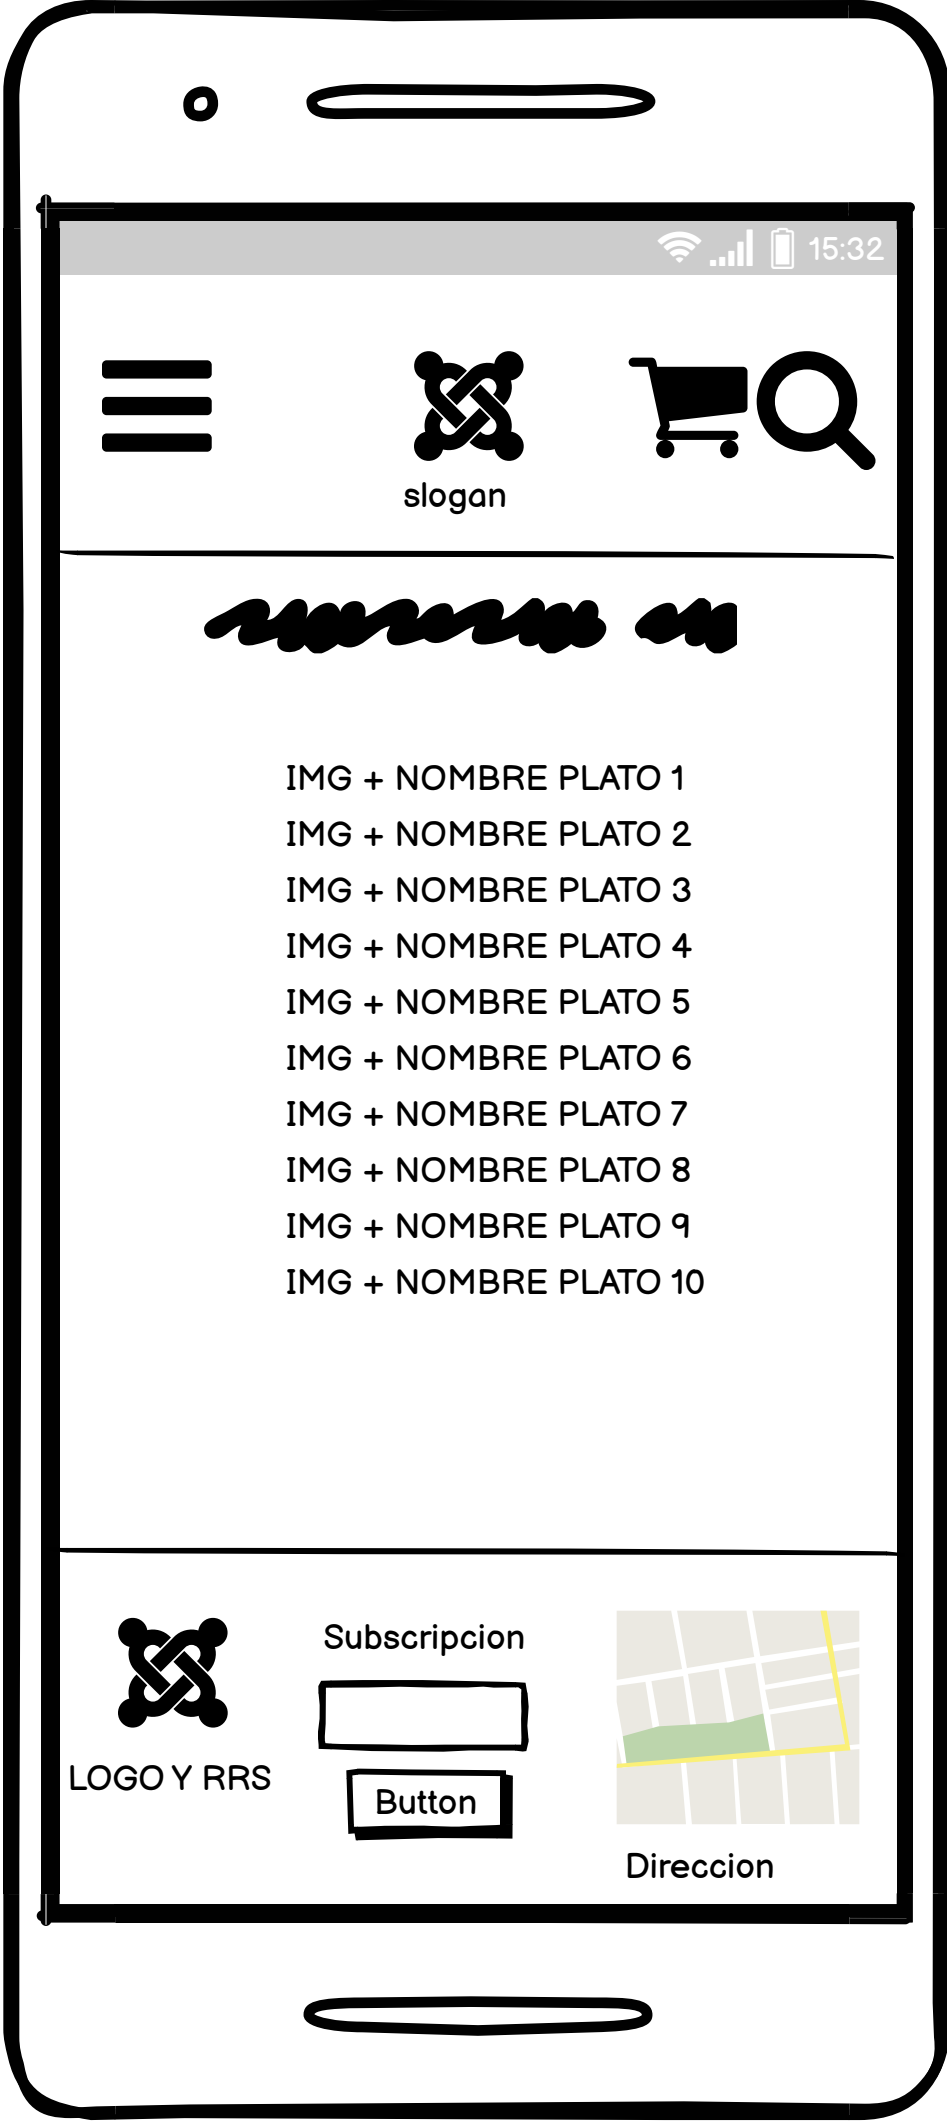 15:32
slogan
IMG + NOMBRE PLATO 1
IMG + NOMBRE PLATO 2
IMG + NOMBRE PLATO 3
IMG + NOMBRE PLATO 4
IMG + NOMBRE PLATO 5
IMG + NOMBRE PLATO 6
IMG + NOMBRE PLATO 7
IMG + NOMBRE PLATO 8
IMG + NOMBRE PLATO 9
IMG + NOMBRE PLATO 10
LOGO Y RRS
Subscripcion
Button
Direccion